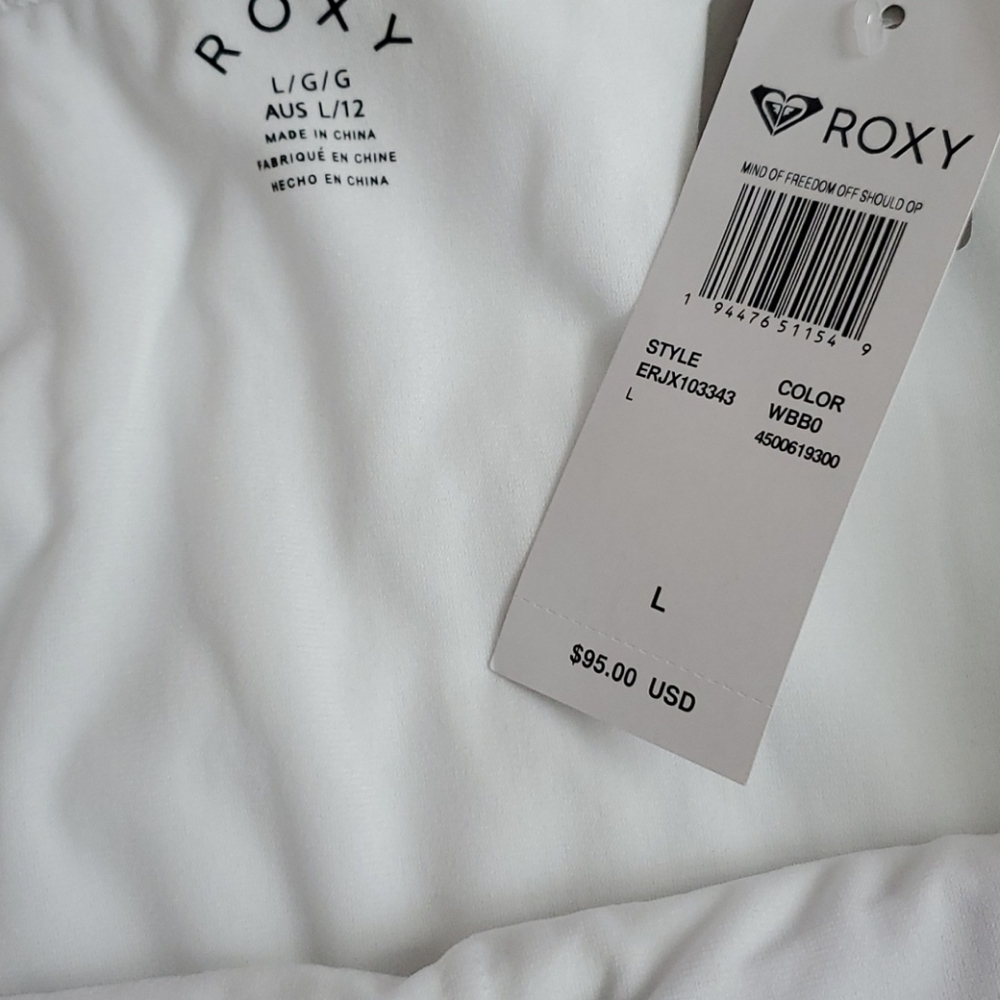 ROXY
L/G/G
AUS L/12
MADE IN CHINA
FABRIQUÉ EN CHINE
HECHO EN CHINA
ROXY
MIND OF FREEDOM OFF SHOULD OP
1 94476 51154 9
STYLE
ERJX103343
L
COLOR
WBB0
4500619300
L
$95.00 USD